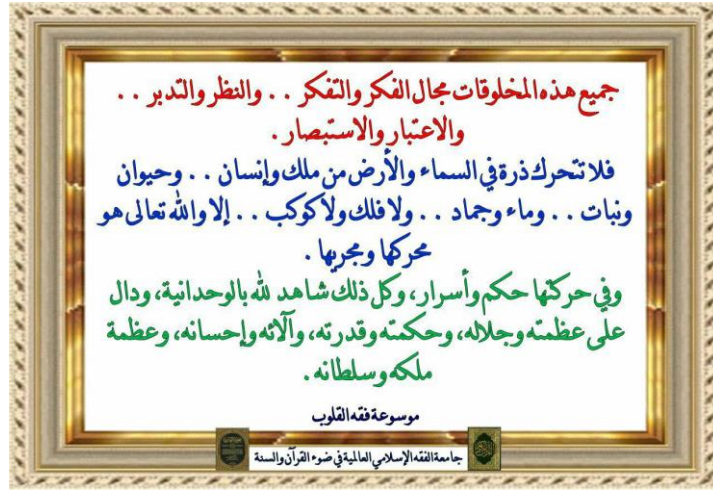 جميع هذه المخلوقات مجال الفكر والتفكر . . والنظر والتدبر . .
والاعتبار والاستبصار .
فلا تتحرك ذرة في السماء والأرض من ملك وإنسان . . وحيوان
ونبات . . وماء وجماد . . ولا فلك ولا كوكب . . إلا والله تعالى هو
محركها ومجريها .
وفي حركتها حكم وأسرار، وكل ذلك شاهد لله بالوحدانية، ودال
على عظمته وجلاله، وحكمته وقدرته، وآلائه وإحسانه، وعظمة
ملكه وسلطانه .
موسوعة فقه القلوب
جامعة الفقه الإسلامي العالمية في ضوء القرآن والسنة